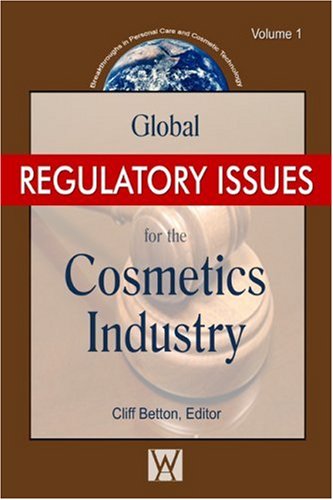 Volume 1
Breakthroughs in Personal Care and Cosmetic Technology
Global
REGULATORY ISSUES
for the
Cosmetics
Industry
Cliff Betton, Editor
WA